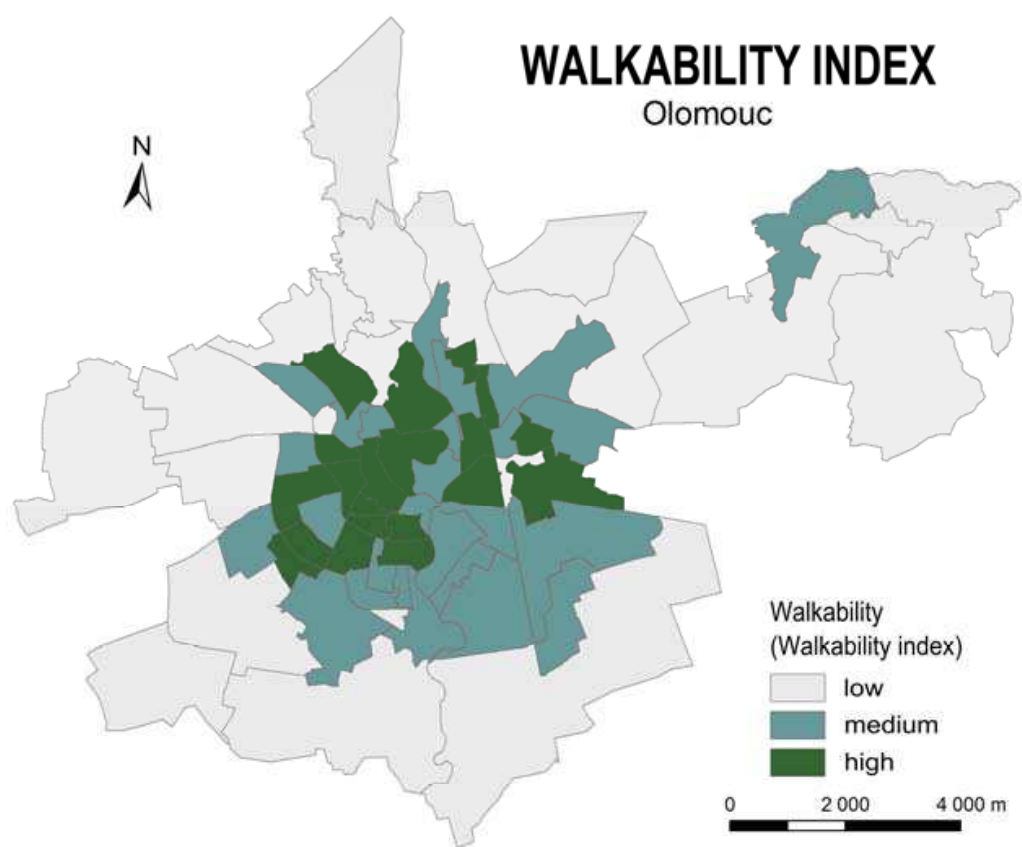 WALKABILITY INDEX
Olomouc
N
Walkability
(Walkability index)
low
medium
high
0 2 000 4 000 m